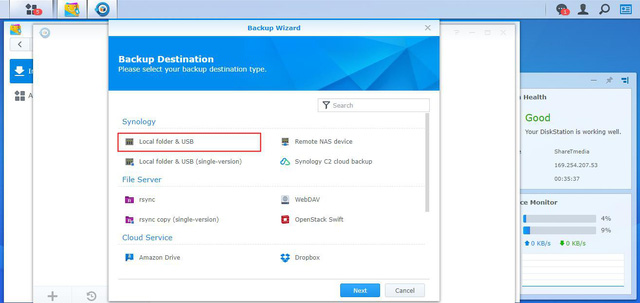 Backup Wizard
Backup Destination
Please select your backup destination type.
Search
Synology
Local folder & USB
Remote NAS device
Local folder & USB (single-version)
Synology C2 cloud backup
File Server
rsync
WebDAV
rsync copy (single-version)
OpenStack Swift
Cloud Service
Amazon Drive
Dropbox
Next
Cancel
In
A
Health
Good
Your DiskStation is working well.
ShareTmedia
169.254.207.53
00:35:37
ce Monitor
4%
9%
0 KB/s
0 KB/s